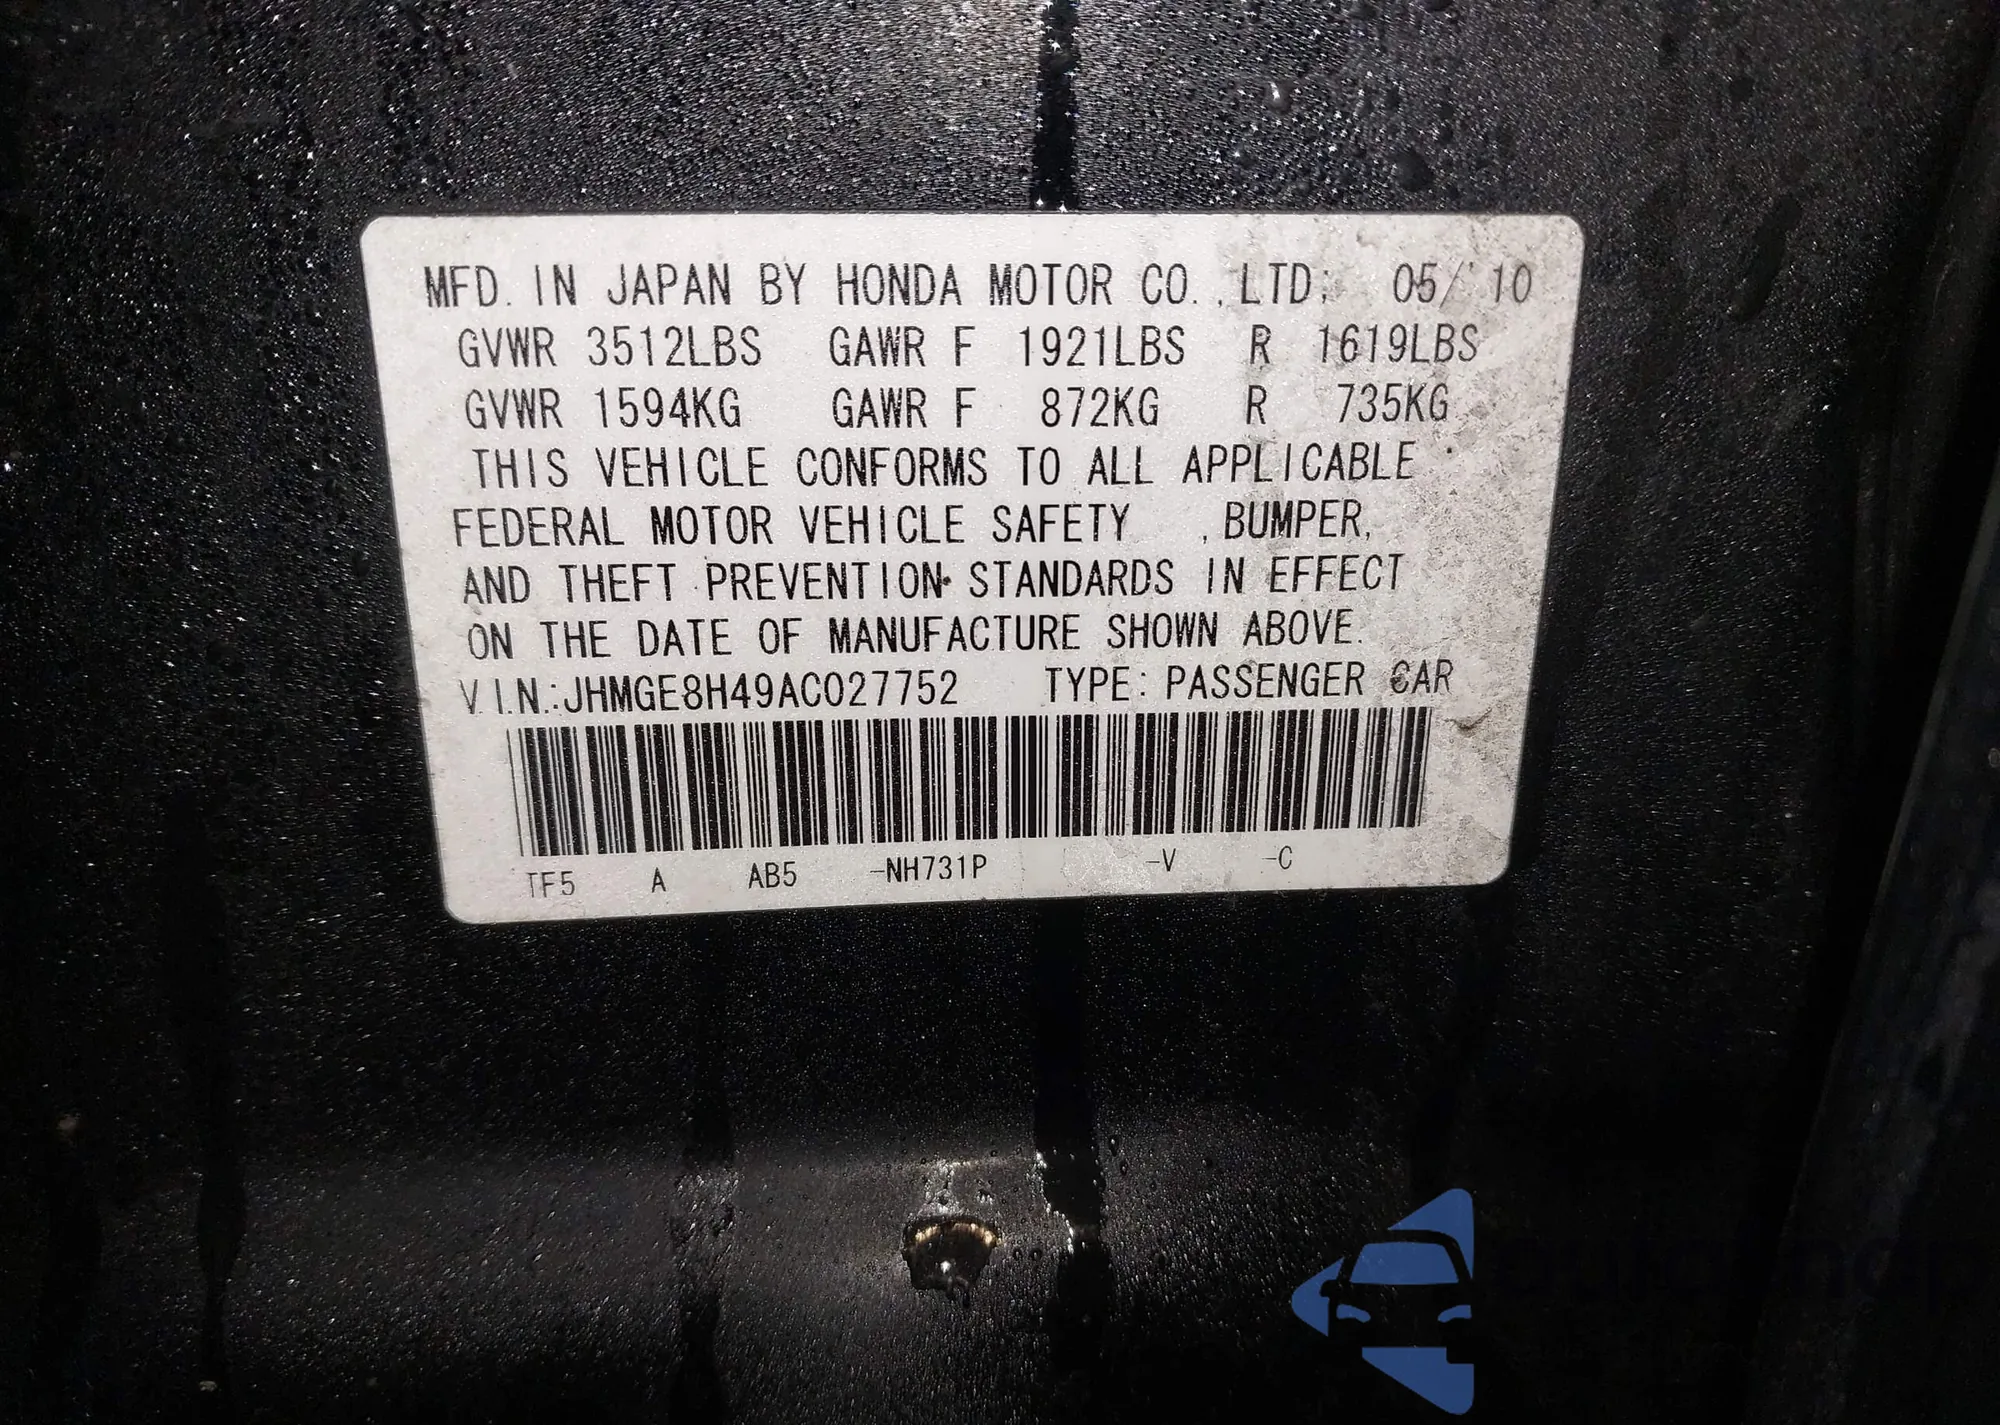 MFD. IN JAPAN BY HONDA MOTOR CO., LTD; 05/'10
GVWR 3512LBS GAWR F 1921LBS R 1619LBS
GVWR 1594KG GAWR F 872KG R 735KG
THIS VEHICLE CONFORMS TO ALL APPLICABLE
FEDERAL MOTOR VEHICLE SAFETY , BUMPER,
AND THEFT PREVENTION STANDARDS IN EFFECT
ON THE DATE OF MANUFACTURE SHOWN ABOVE.
V.I.N.:JHMGE8H49AC027752 TYPE: PASSENGER CAR
TF5 A AB5 -NH731P -V -C